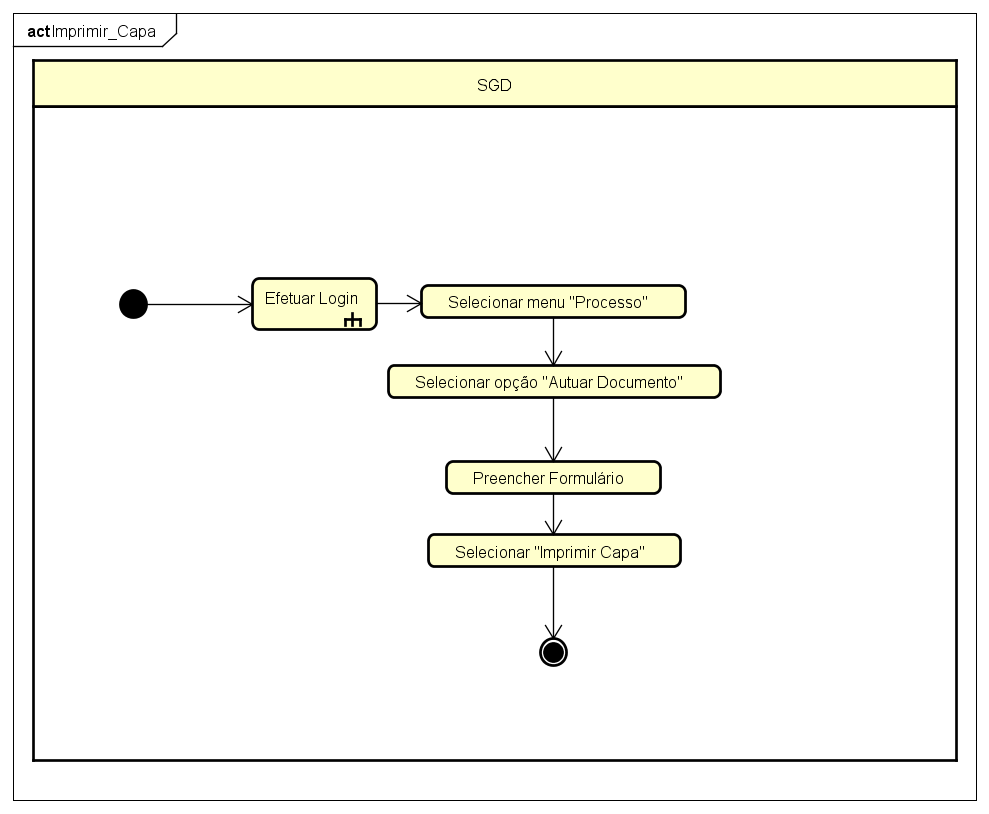 act Imprimir_Capa
SGD
Efetuar Login
Selecionar menu "Processo"
Selecionar opção "Autuar Documento"
Preencher Formulário
Selecionar "Imprimir Capa"